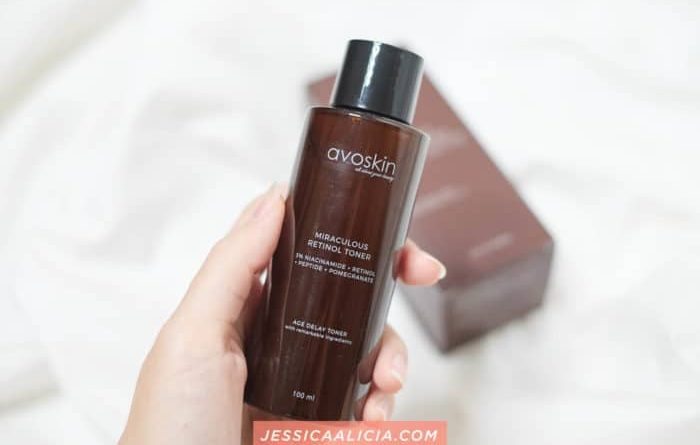 avoskin
MIRACULOUS
RETINOL TONER
3% NIACINAMIDE + RETINOL
+ PEPTIDE + POMEGRANATE
AGE DELAY TONER
with remarkable ingredients
100 ml
JESSICAALICIA.COM